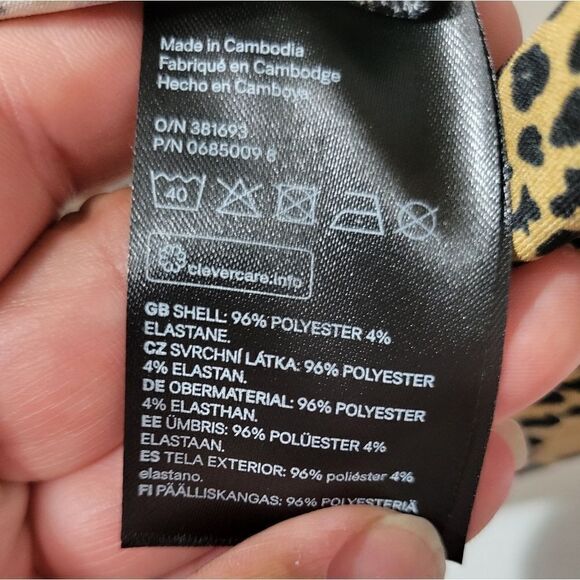 Made in Cambodia
Fabriqué en Cambodge
Hecho en Camboya
O/N 381693
P/N 0685009 8
40
clevercare.info
GB SHELL: 96% POLYESTER 4%
ELASTANE.
CZ SVRCHNÍ LÁTKA: 96% POLYESTER
4% ELASTAN.
DE OBERMATERIAL: 96% POLYESTER
4% ELASTHAN.
EE ÜMBRIS: 96% POLÜESTER 4%
ELASTAAN.
ES TELA EXTERIOR: 96% poliéster 4%
elastano.
FI PÄÄLLISKANGAS: 96% POLYESTERIÄ